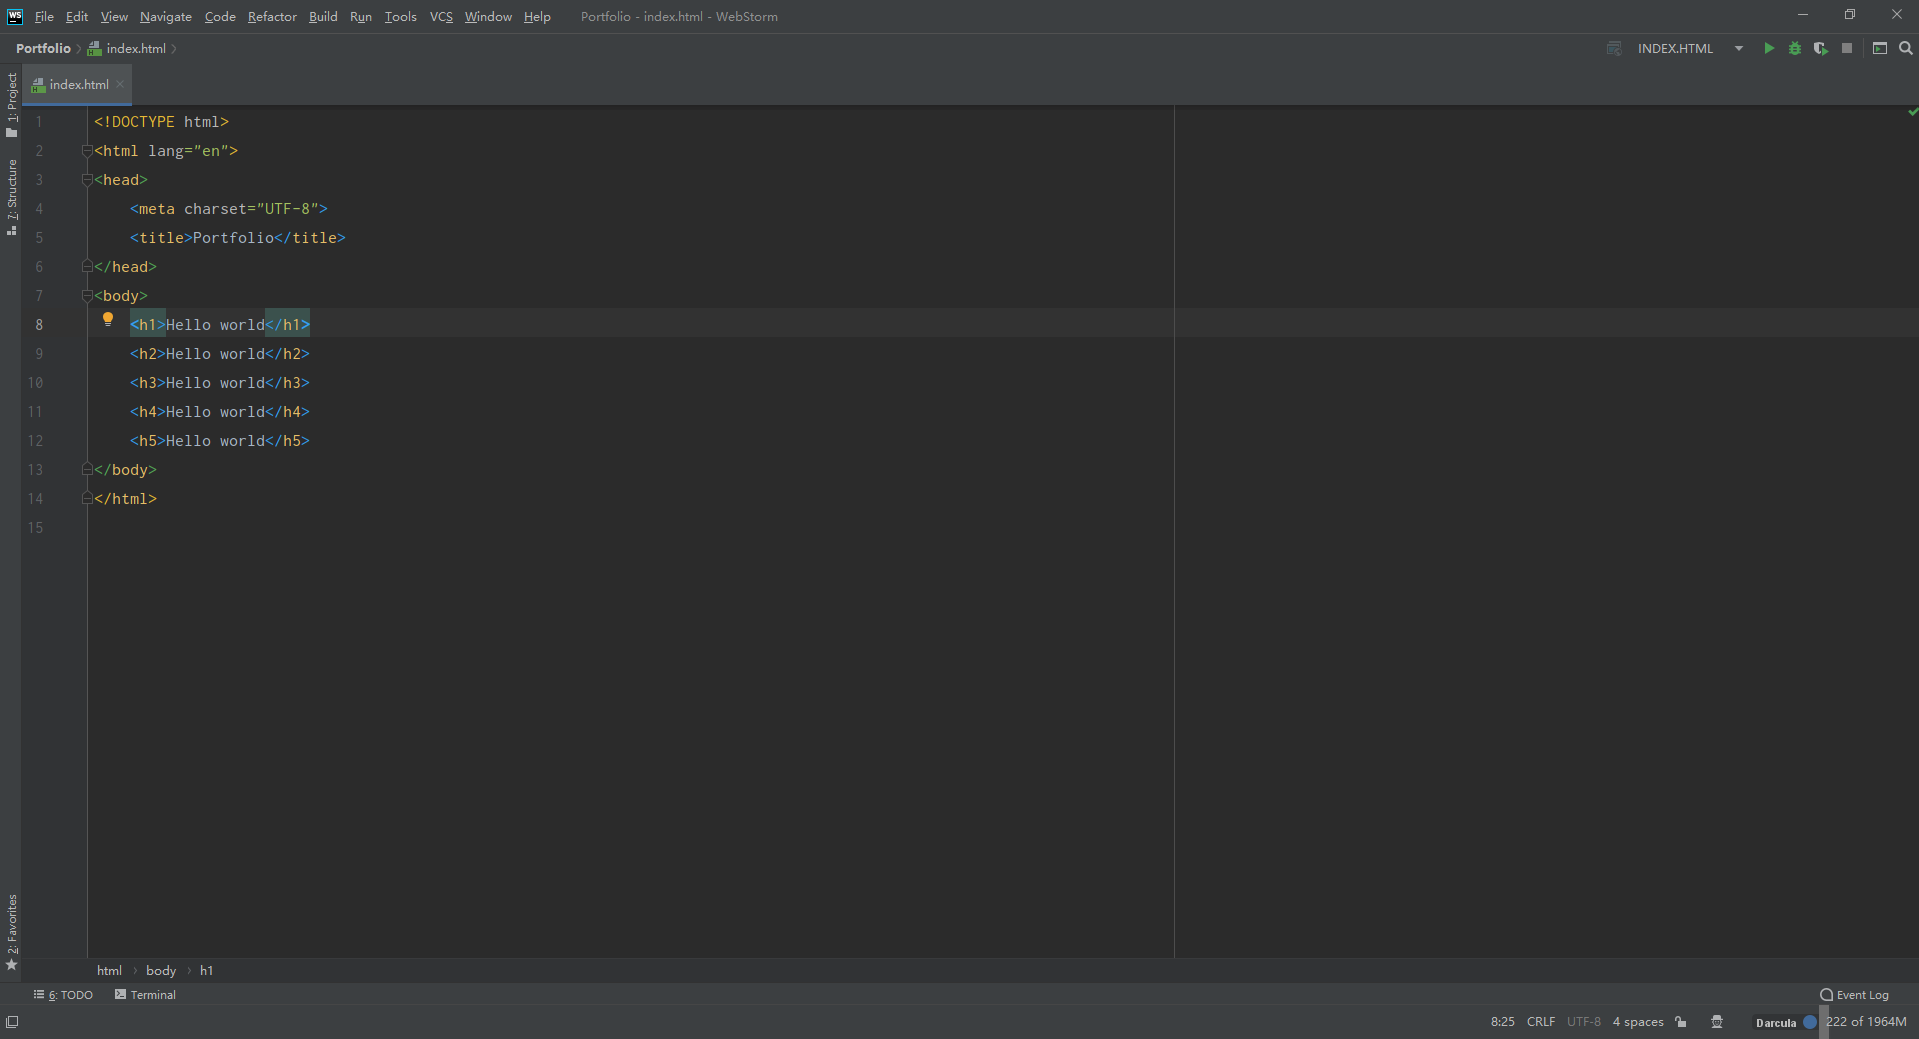 WS File Edit View Navigate Code Refactor Build Run Tools VCS Window Help Portfolio - index.html - WebStorm
Portfolio index.html INDEX.HTML
index.html
1: Project
7: Structure
2: Favorites
1 <!DOCTYPE html>
2 <html lang="en">
3 <head>
4 <meta charset="UTF-8">
5 <title>Portfolio</title>
6 </head>
7 <body>
8 <h1>Hello world</h1>
9 <h2>Hello world</h2>
10 <h3>Hello world</h3>
11 <h4>Hello world</h4>
12 <h5>Hello world</h5>
13 </body>
14 </html>
15
html body h1
6: TODO Terminal Event Log
8:25 CRLF UTF-8 4 spaces Darcula 222 of 1964M